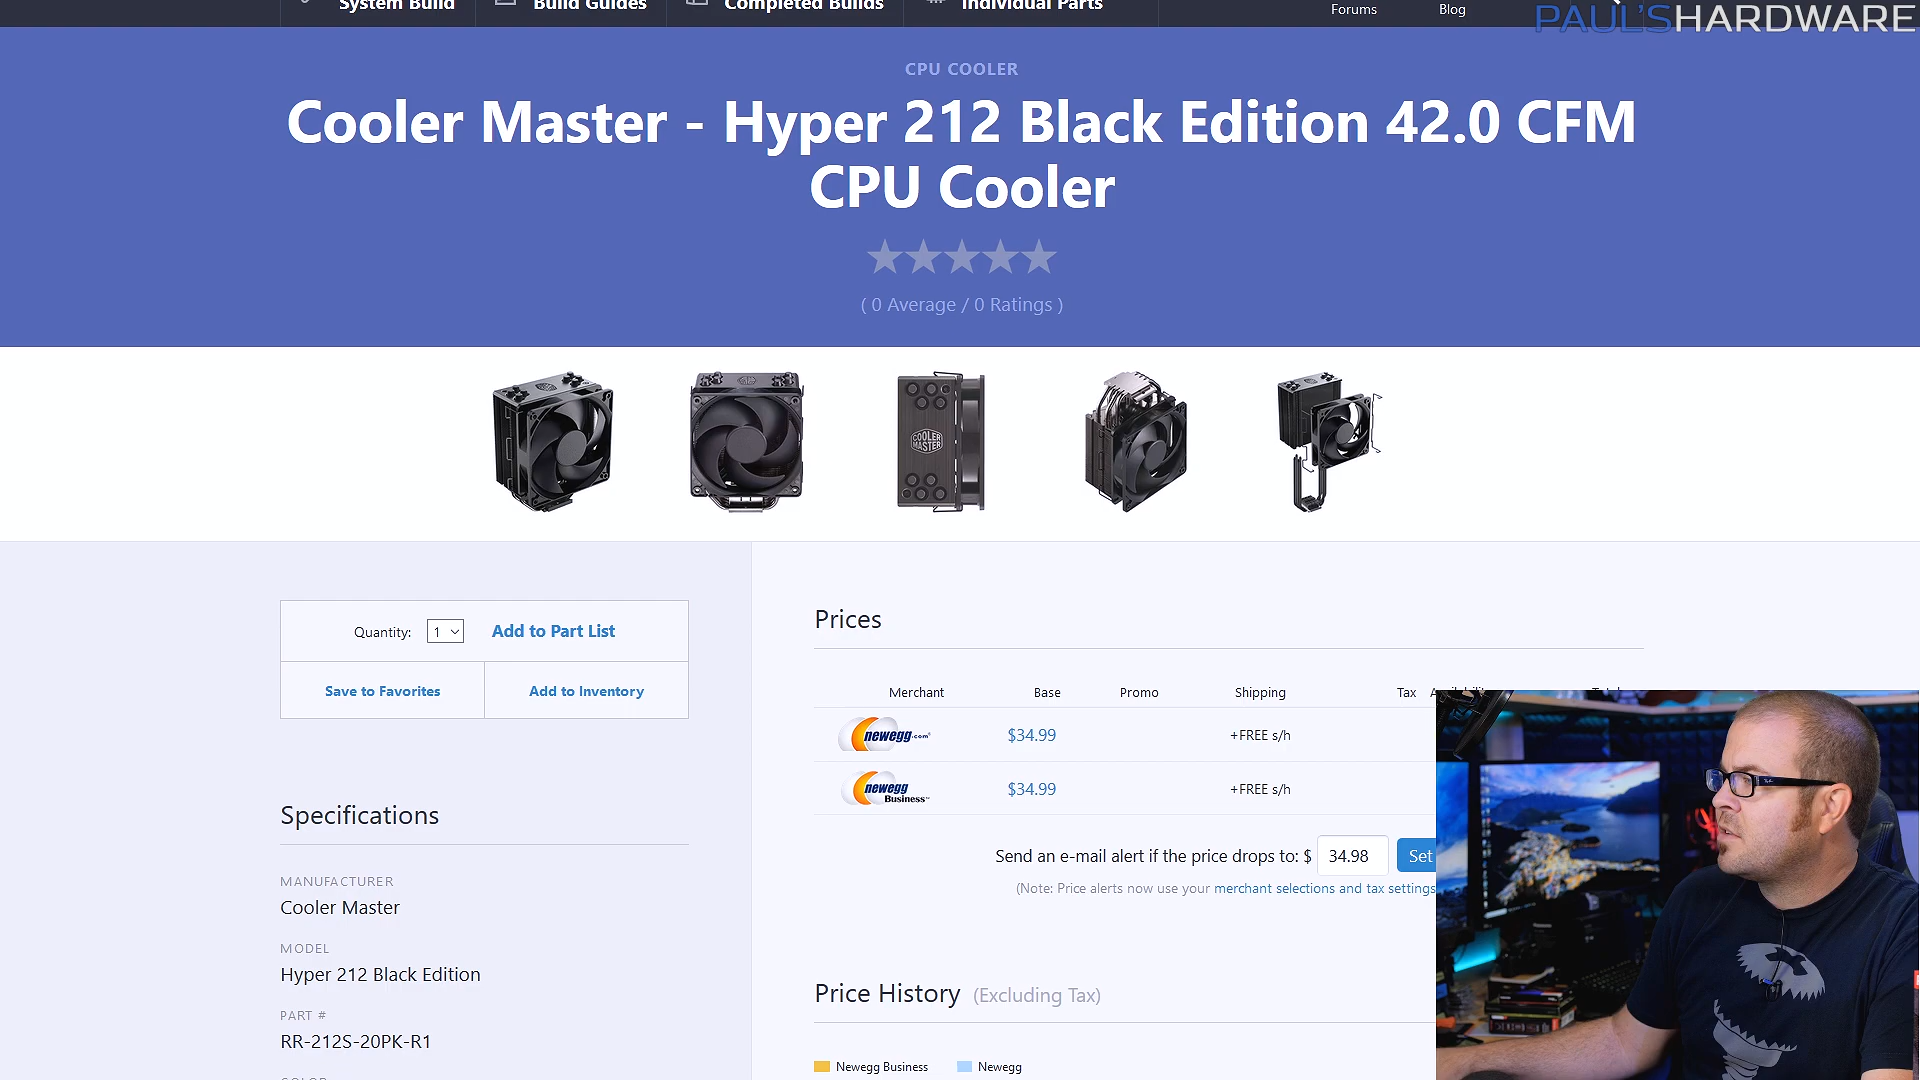 System Build
Build Guides
Completed Builds
Individual Parts
Forums
Blog
PAUL'SHARDWARE
CPU COOLER
Cooler Master - Hyper 212 Black Edition 42.0 CFM
CPU Cooler
( 0 Average / 0 Ratings )
COOLER
MASTER
Quantity: 1 Add to Part List
Save to Favorites
Add to Inventory
Prices
Merchant Base Promo Shipping Tax
newegg.com $34.99 +FREE s/h
newegg
Business $34.99 +FREE s/h
Send an e-mail alert if the price drops to: $ 34.98 Set
(Note: Price alerts now use your merchant selections and tax settings
Specifications
MANUFACTURER
Cooler Master
MODEL
Hyper 212 Black Edition
PART #
RR-212S-20PK-R1
Price History (Excluding Tax)
Newegg Business
Newegg